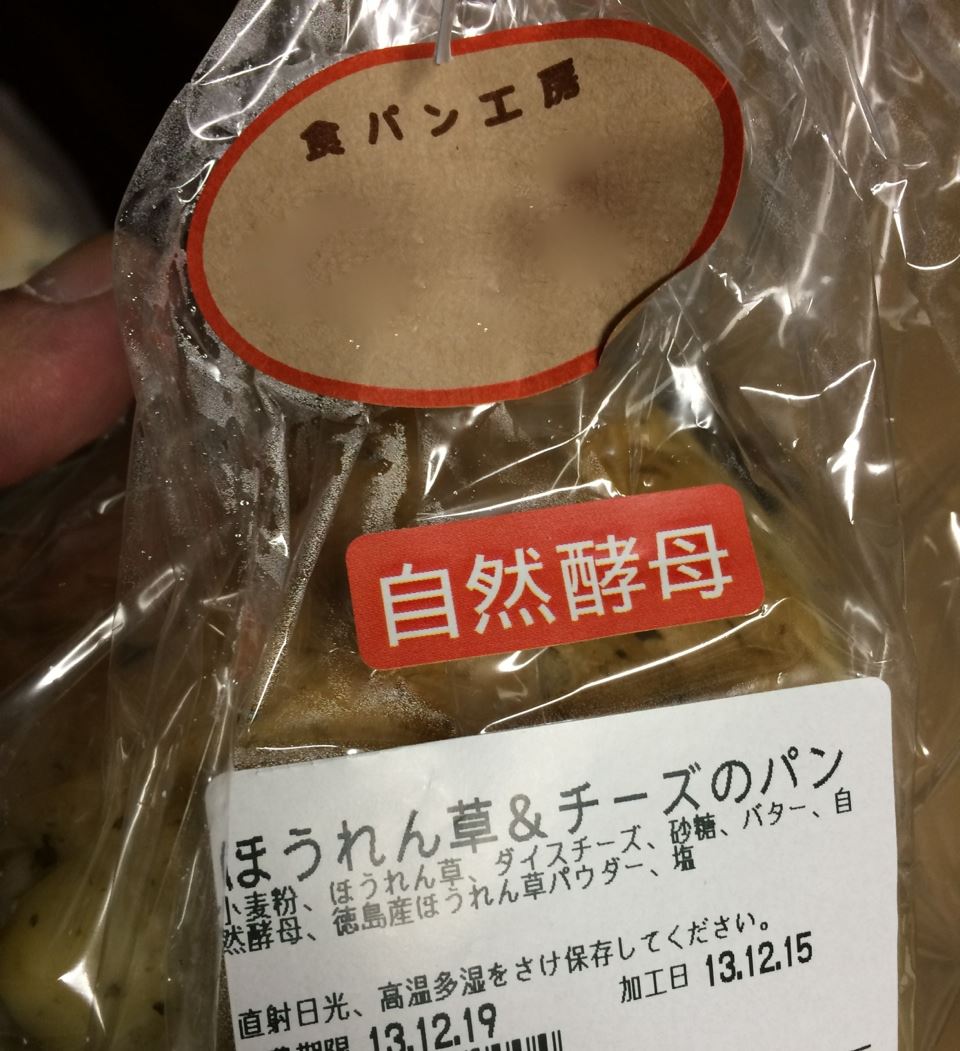 食パン工房
自然酵母
ほうれん草&チーズのパン
小麦粉、ほうれん草、ダイスチーズ、砂糖、バター、自
然酵母、徳島産ほうれん草パウダー、塩
直射日光、高温多湿をさけ保存してください。
加工日 13.12.15
期限 13.12.19